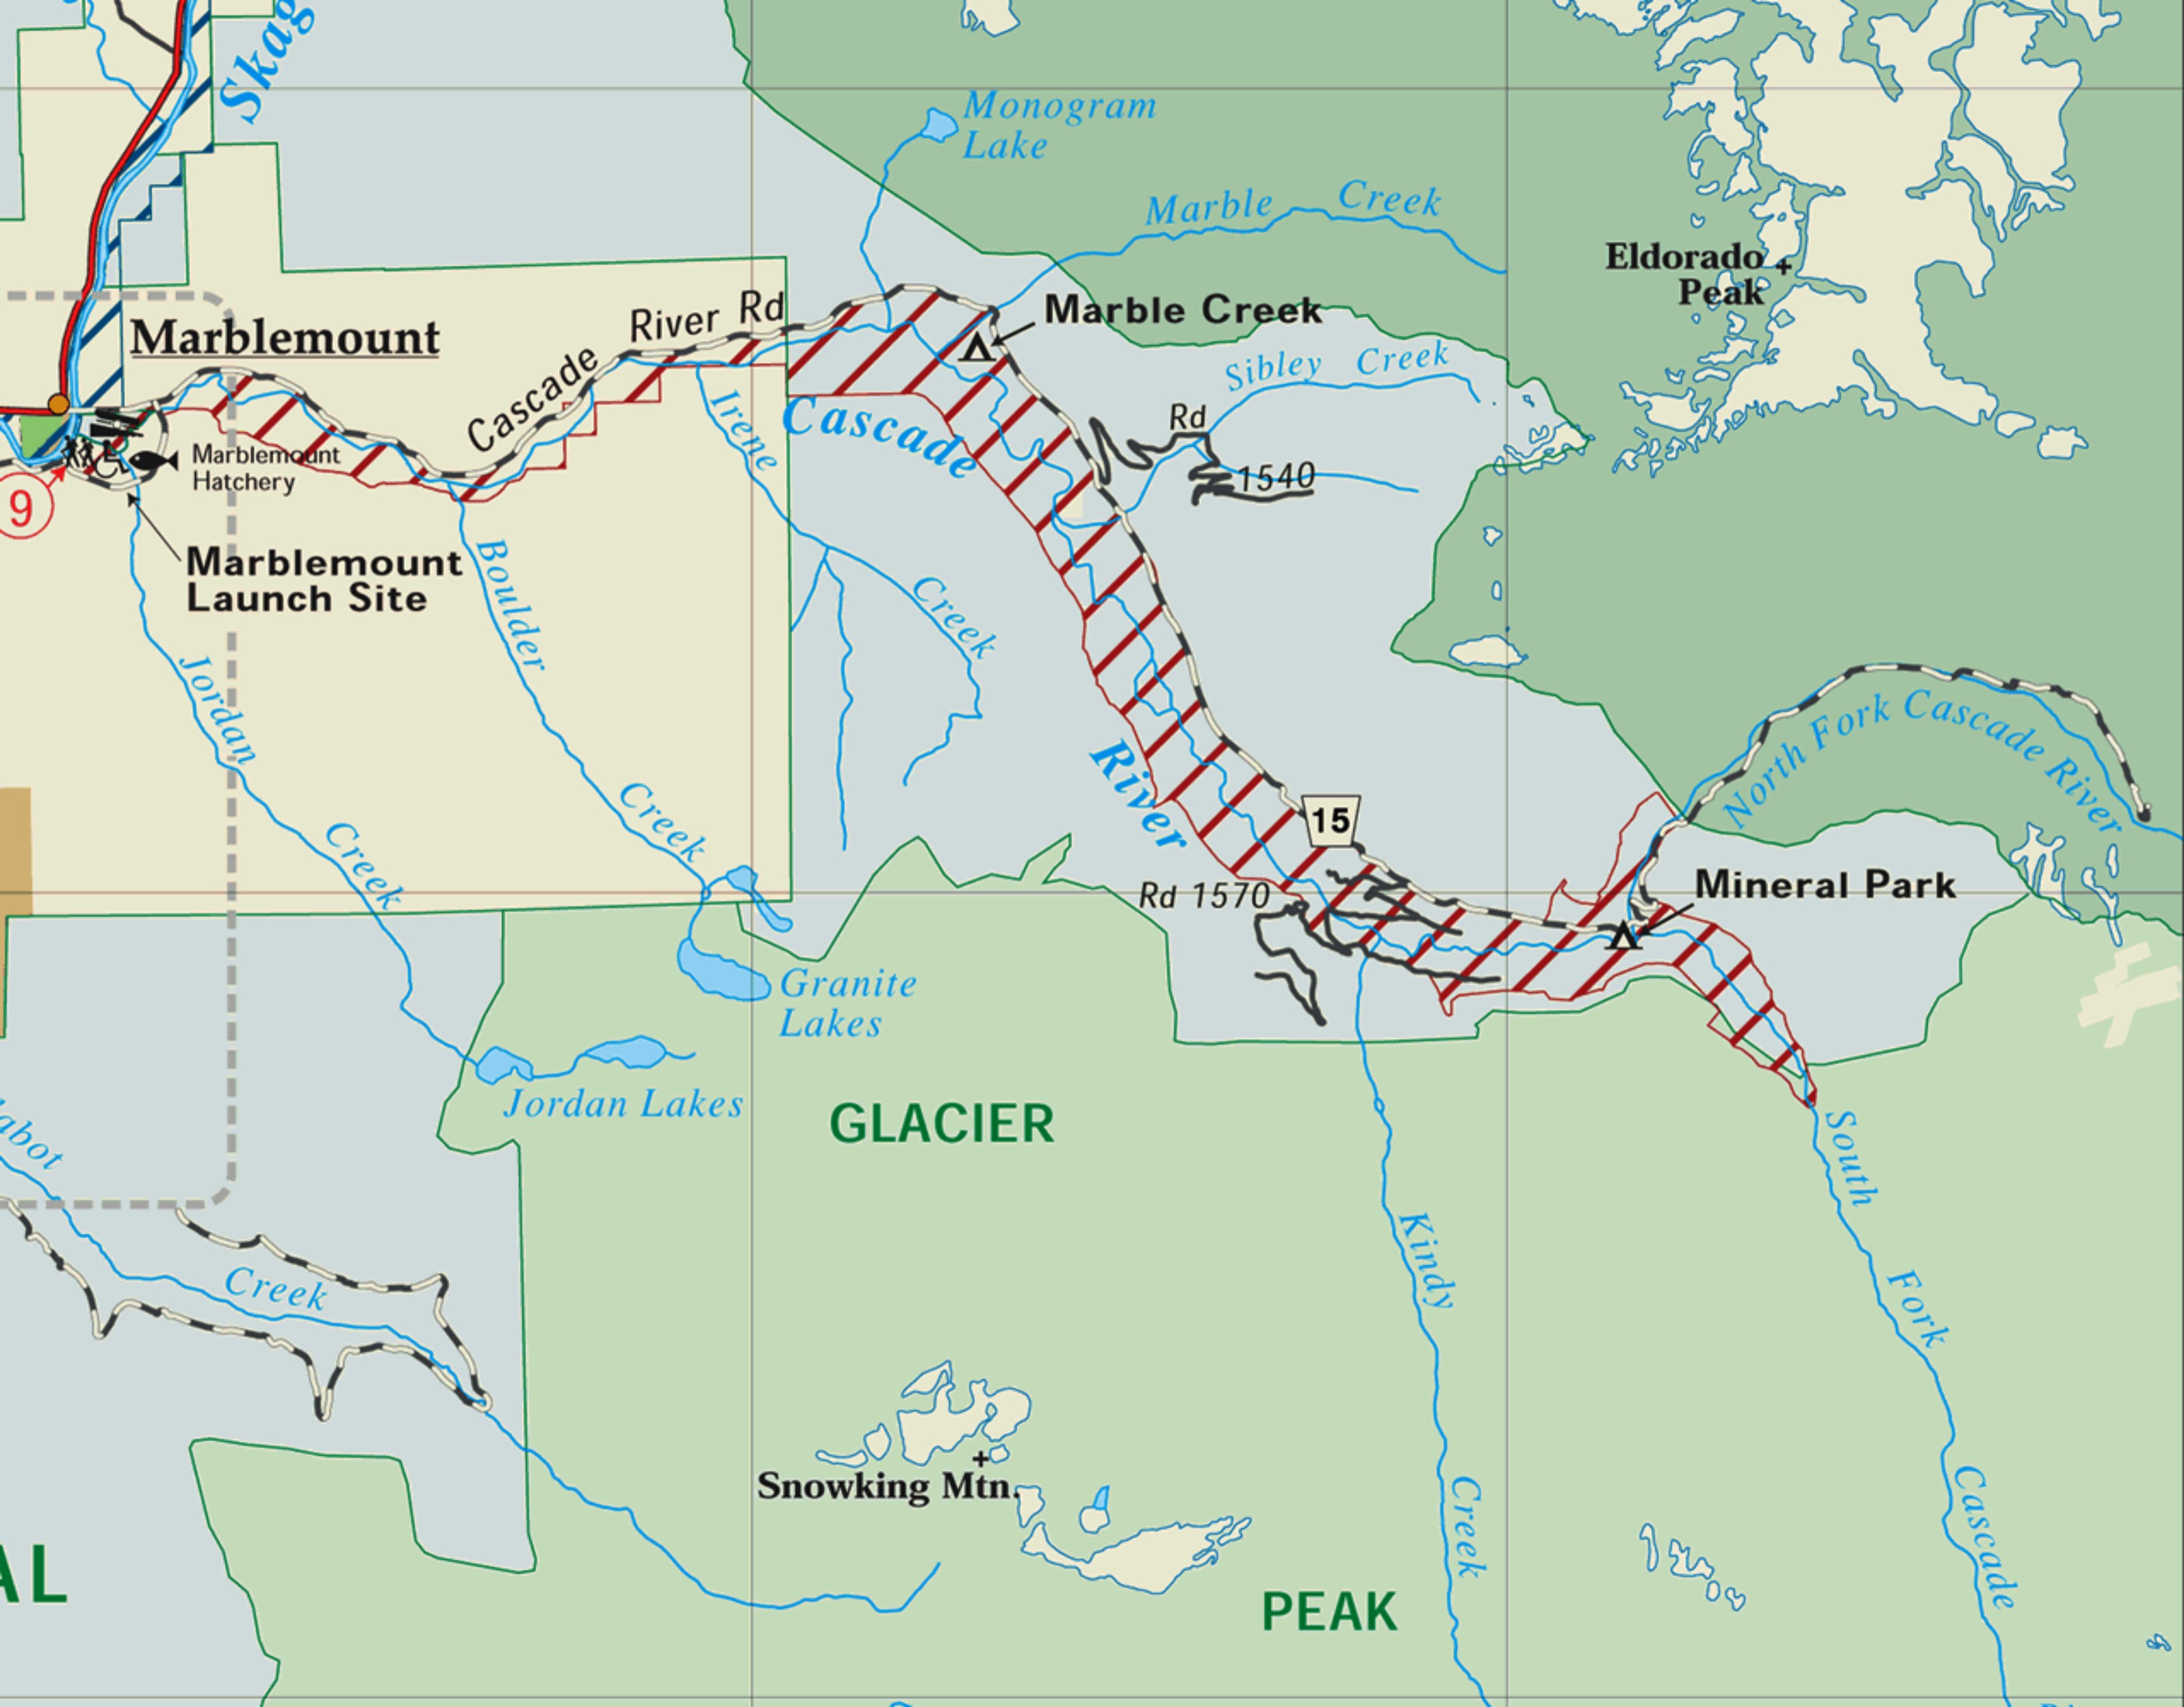 Skag
Monogram
Lake
Marble Creek
Eldorado
Peak
Marblemount
Cascade River Rd
Marble Creek
Sibley Creek
Rd
1540
Irene
Creek
Cascade
River
Marblemount
Hatchery
9
Marblemount
Launch Site
Boulder
Creek
Jordan
Creek
15
North Fork Cascade River
Rd 1570
Mineral Park
Granite
Lakes
Jordan Lakes
GLACIER
abot
Creek
South
Fork
Cascade
Kindy
Creek
Snowking Mtn.
AL
PEAK